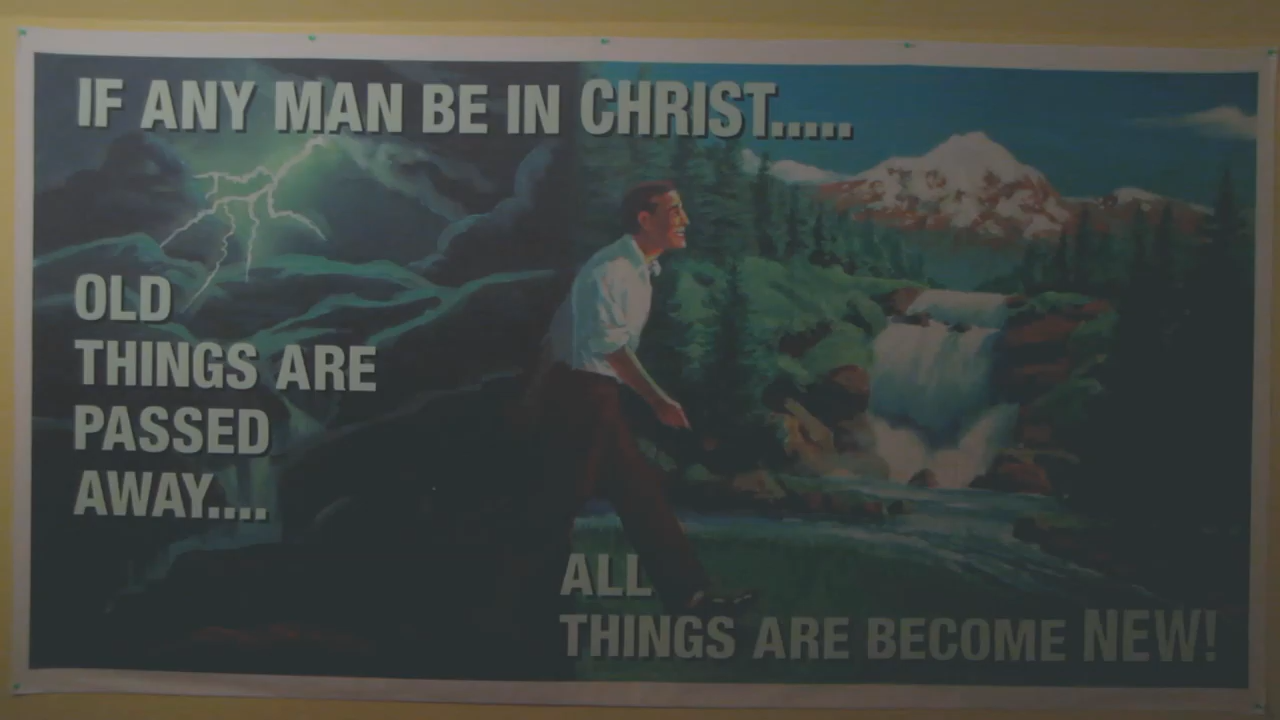 IF ANY MAN BE IN CHRIST.....
OLD
THINGS ARE
PASSED
AWAY....
ALL
THINGS ARE BECOME NEW!